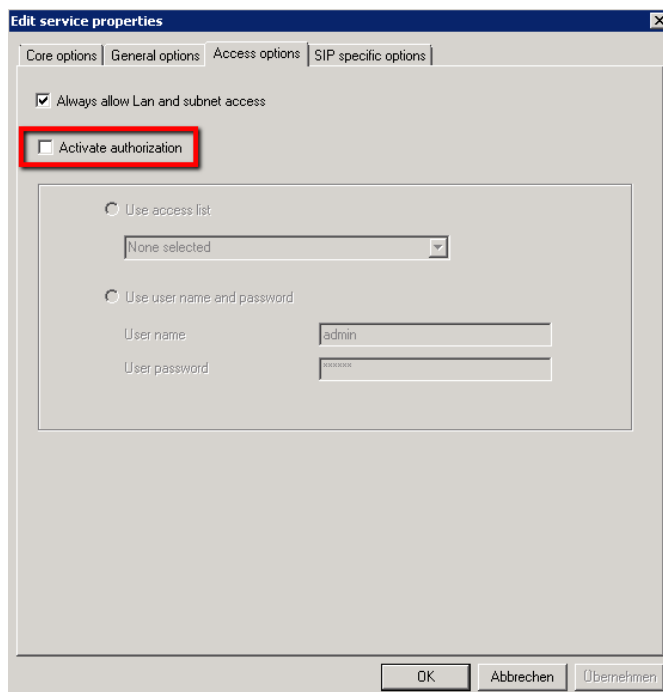 Edit service properties
Core options General options Access options SIP specific options
Always allow Lan and subnet access
Activate authorization
Use access list
None selected
Use user name and password
User name admin
User password ******
OK Abbrechen Übernehmen